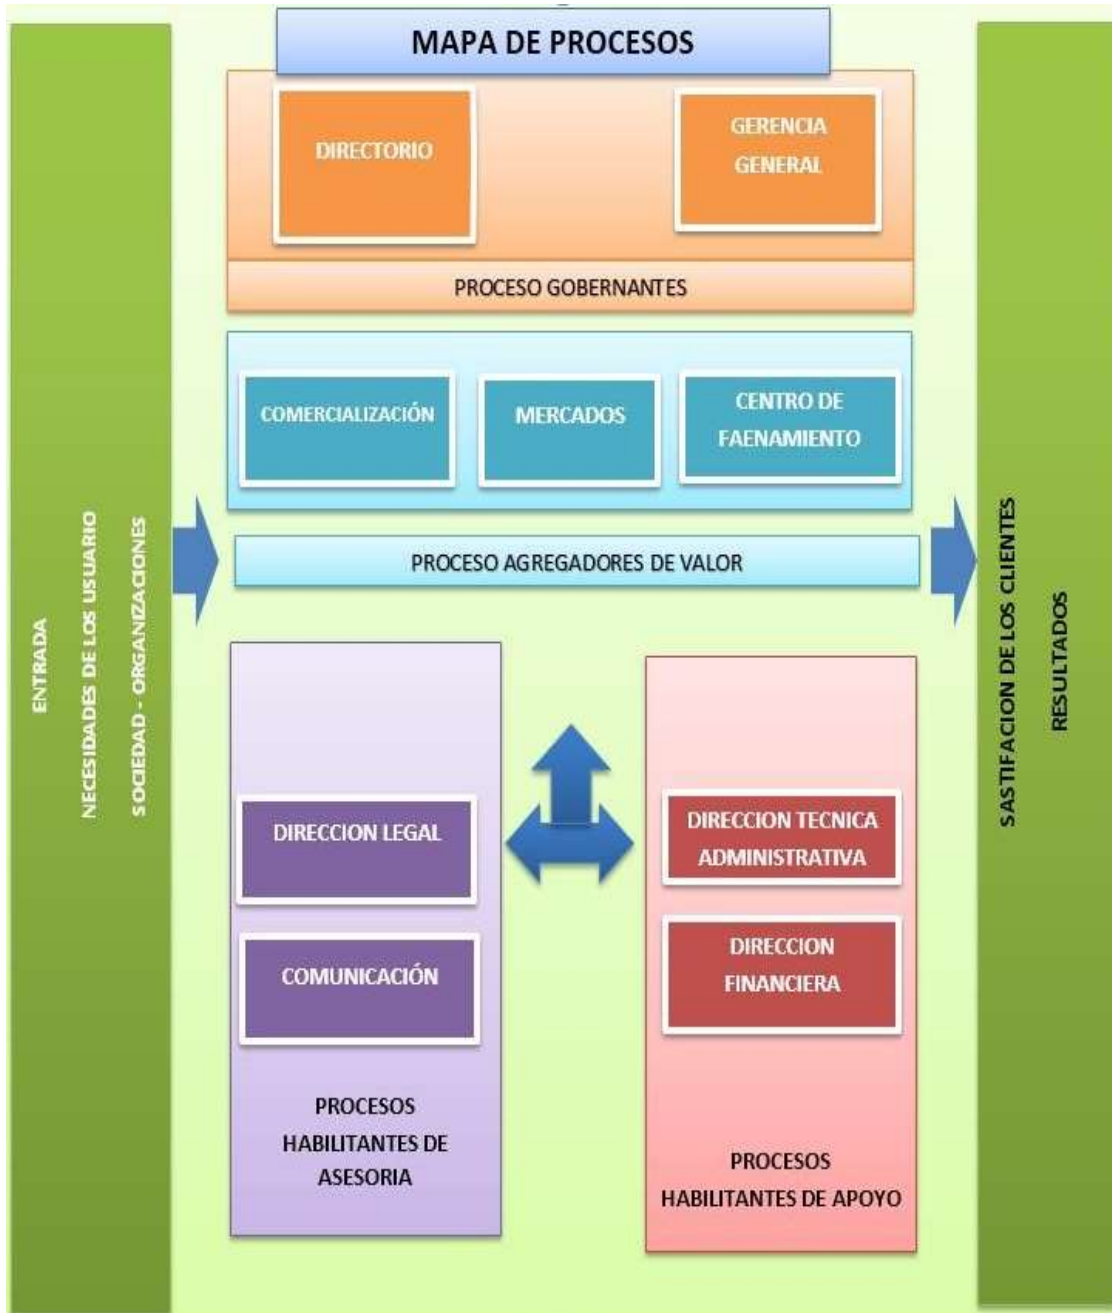 MAPA DE PROCESOS
DIRECTORIO
GERENCIA
GENERAL
PROCESO GOBERNANTES
COMERCIALIZACIÓN
MERCADOS
CENTRO DE
FAENAMIENTO
PROCESO AGREGADORES DE VALOR
ENTRADA
NECESIDADES DE LOS USUARIO
SOCIEDAD - ORGANIZACIONES
SASTIFACION DE LOS CLIENTES
RESULTADOS
DIRECCION LEGAL
COMUNICACIÓN
PROCESOS
HABILITANTES DE
ASESORIA
DIRECCION TECNICA
ADMINISTRATIVA
DIRECCION
FINANCIERA
PROCESOS
HABILITANTES DE APOYO